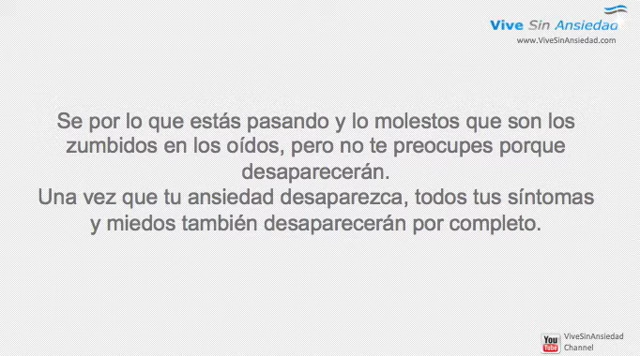 Vive Sin Ansiedad
www.ViveSinAnsiedad.com
Se por lo que estás pasando y lo molestos que son los
zumbidos en los oídos, pero no te preocupes porque
desaparecerán.
Una vez que tu ansiedad desaparezca, todos tus síntomas
y miedos también desaparecerán por completo.
You
Tube
ViveSinAnsiedad
Channel